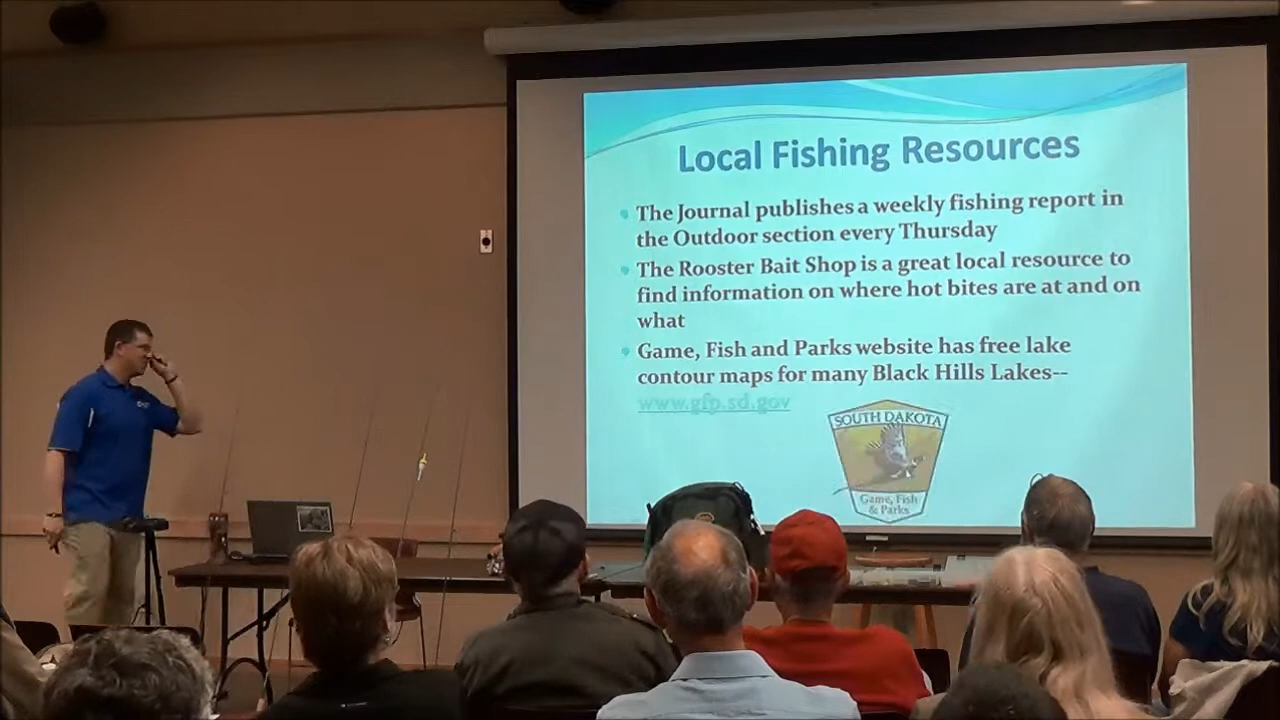 Local Fishing Resources
The Journal publishes a weekly fishing report in
the Outdoor section every Thursday
The Rooster Bait Shop is a great local resource to
find information on where hot bites are at and on
what
Game, Fish and Parks website has free lake
contour maps for many Black Hills Lakes--
www.gfp.sd.gov
SOUTH DAKOTA
Game, Fish
& Parks